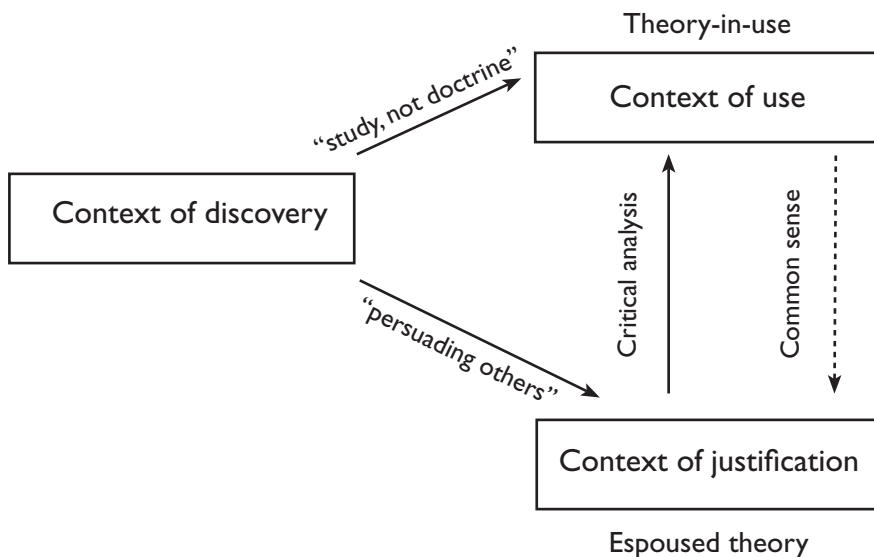 Theory-in-use
Context of use
“study, not doctrine”
Context of discovery
Critical analysis
Common sense
“persuading others”
Context of justification
Espoused theory